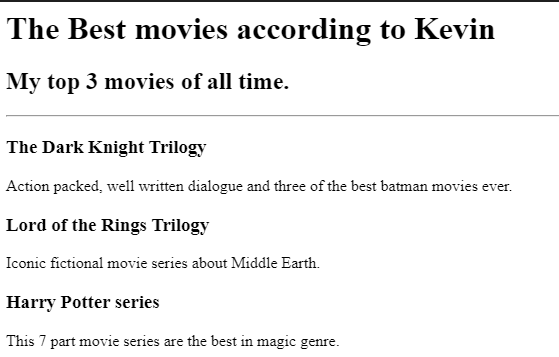 The Best movies according to Kevin
My top 3 movies of all time.
The Dark Knight Trilogy
Action packed, well written dialogue and three of the best batman movies ever.
Lord of the Rings Trilogy
Iconic fictional movie series about Middle Earth.
Harry Potter series
This 7 part movie series are the best in magic genre.